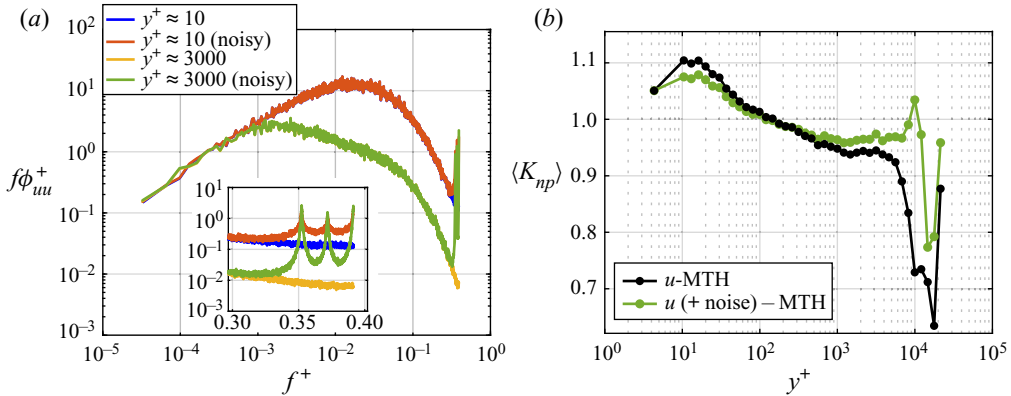 (a)
y⁺ ≈ 10
y⁺ ≈ 10 (noisy)
y⁺ ≈ 3000
y⁺ ≈ 3000 (noisy)
10²
10¹
10⁰
10⁻¹
10⁻²
10⁻³
fϕ⁺ᵤᵤ
10¹
10⁰
10⁻¹
10⁻²
10⁻³
0.30 0.35 0.40
10⁻⁵ 10⁻⁴ 10⁻³ 10⁻² 10⁻¹ 10⁰
f⁺
(b)
1.1
1.0
0.9
0.8
0.7
⟨Kₙₚ⟩
u-MTH
u (+ noise) – MTH
10⁰ 10¹ 10² 10³ 10⁴ 10⁵
y⁺